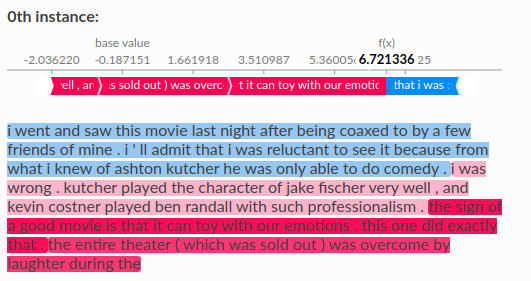 0th instance:
base value f(x)
-2.036220 -0.187151 1.661918 3.510987 5.36005 6.721336 25
ell , an s sold out ) was overc t it can toy with our emotic that i was
i went and saw this movie last night after being coaxed to by a few
friends of mine . i ' ll admit that i was reluctant to see it because from
what i knew of ashton kutcher he was only able to do comedy . i was
wrong . kutcher played the character of jake fischer very well , and
kevin costner played ben randall with such professionalism . the sign of
a good movie is that it can toy with our emotions . this one did exactly
that . the entire theater ( which was sold out ) was overcome by
laughter during the